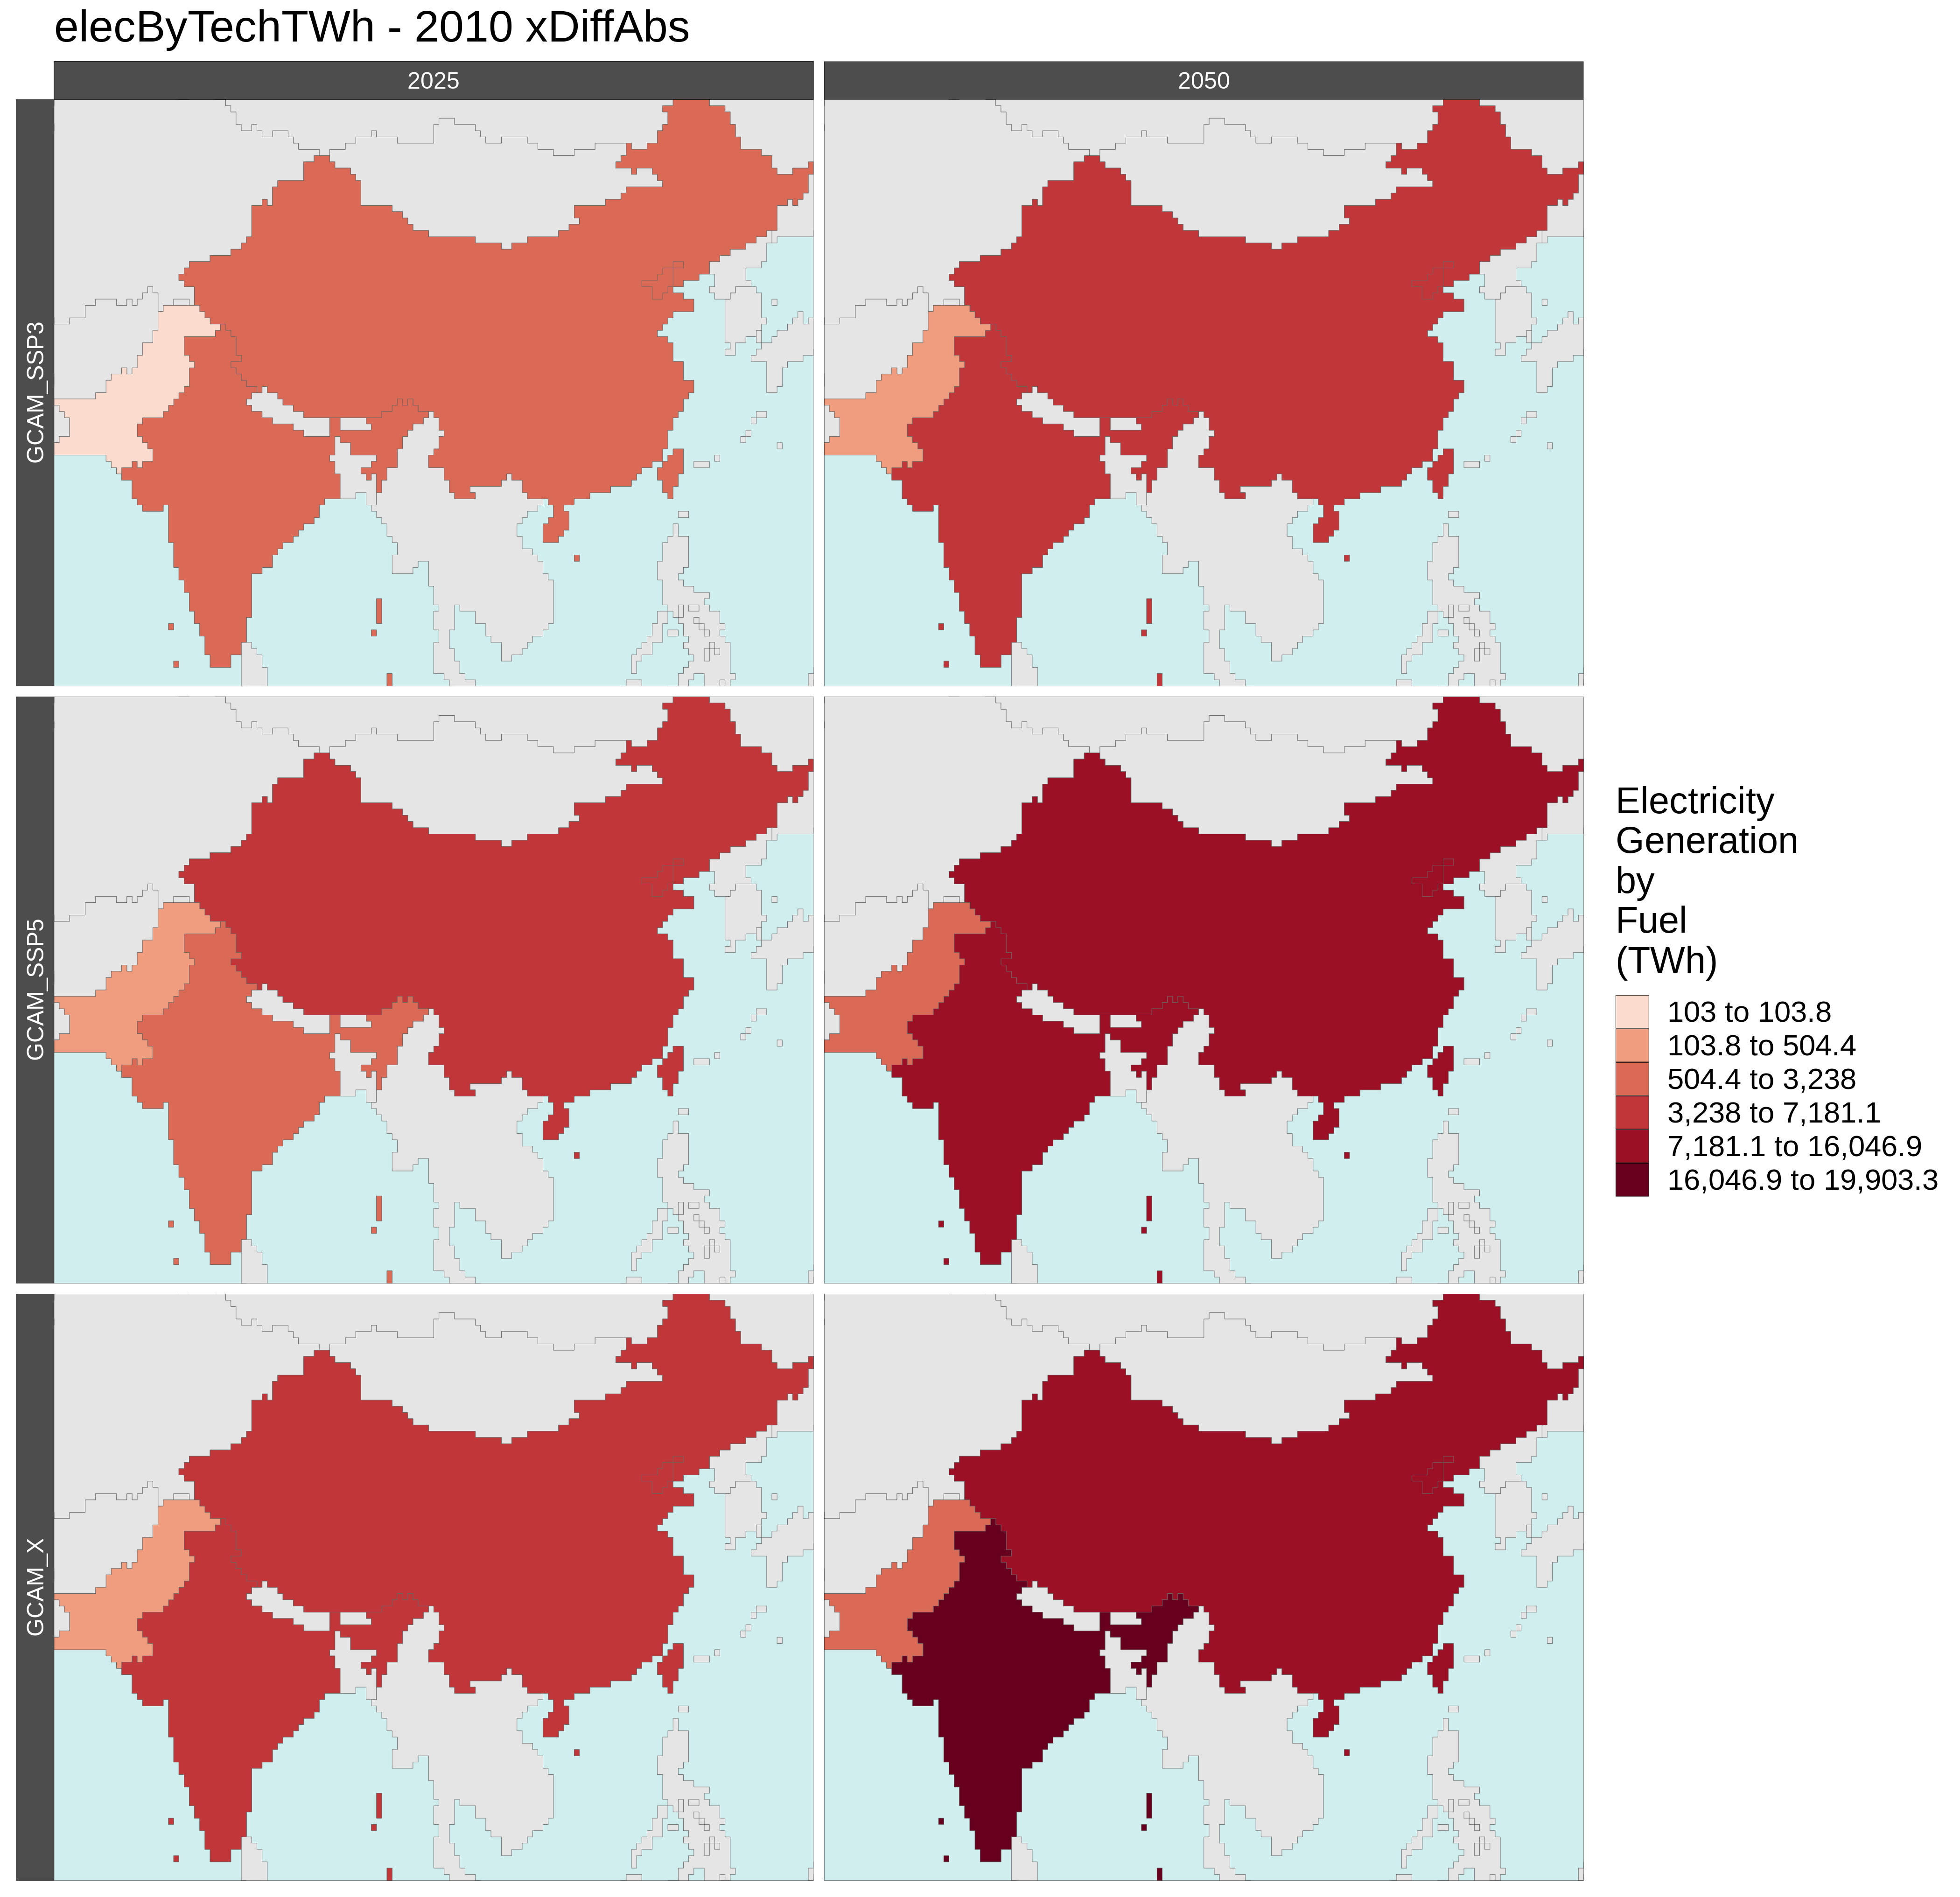 elecByTechTWh - 2010 xDiffAbs
2025
2050
GCAM_SSP3
GCAM_SSP5
GCAM_X
Electricity
Generation
by
Fuel
(TWh)
103 to 103.8
103.8 to 504.4
504.4 to 3,238
3,238 to 7,181.1
7,181.1 to 16,046.9
16,046.9 to 19,903.3